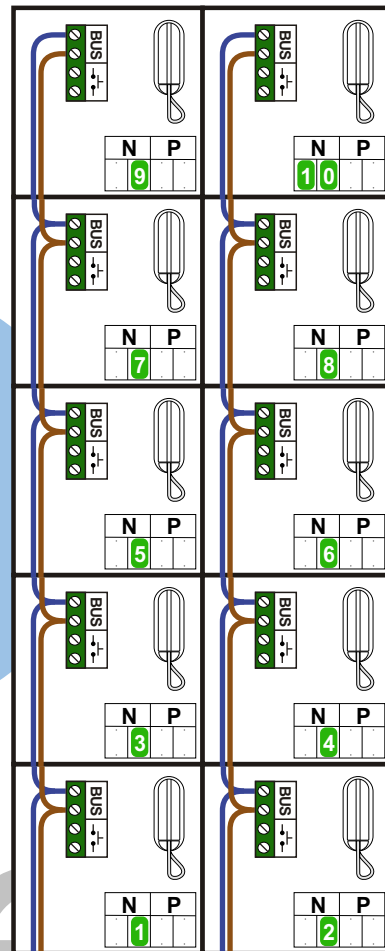 BUS BUS
N P N P
9 10
BUS BUS
N P N P
7 8
BUS BUS
N P N P
5 6
BUS BUS
N P N P
3 4
BUS BUS
N P N P
1 2